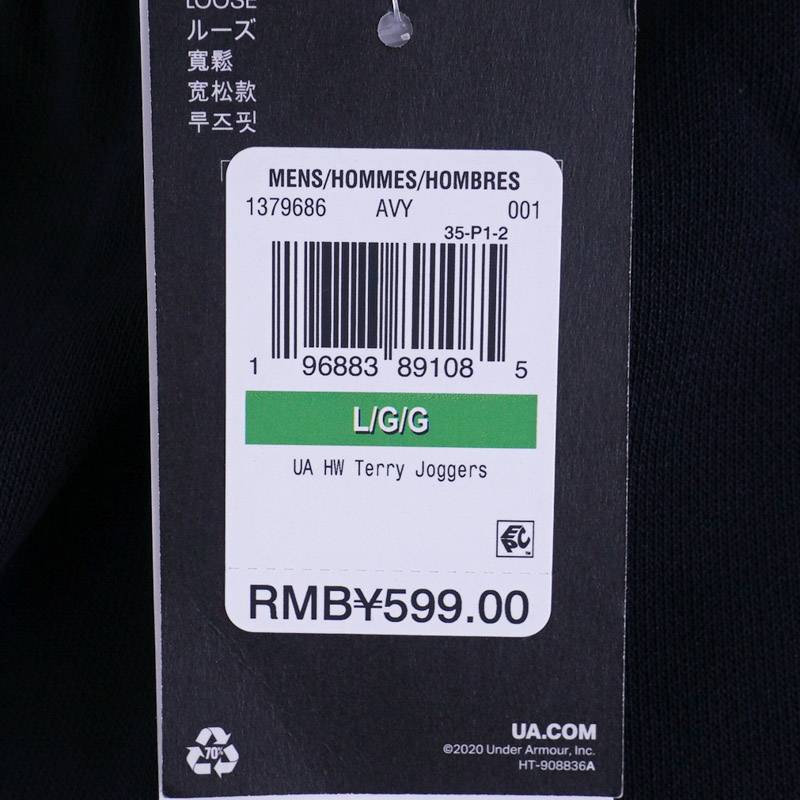 LOOSE
ルーズ
寬鬆
宽松款
루즈핏
MENS/HOMMES/HOMBRES
1379686 AVY 001
35-P1-2
1 96883 89108 5
L/G/G
UA HW Terry Joggers
EPC
RMB¥599.00
70%
UA.COM
©2020 Under Armour, Inc.
HT-908836A